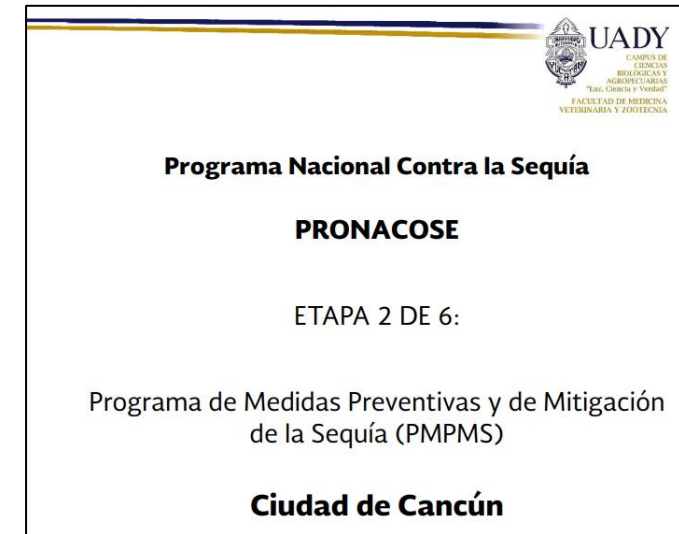 UADY
CAMPUS DE
CIENCIAS
BIOLÓGICAS Y
AGROPECUARIAS
"Luz, Ciencia y Verdad"
FACULTAD DE MEDICINA
VETERINARIA Y ZOOTECNIA
Programa Nacional Contra la Sequía
PRONACOSE
ETAPA 2 DE 6:
Programa de Medidas Preventivas y de Mitigación
de la Sequía (PMPMS)
Ciudad de Cancún